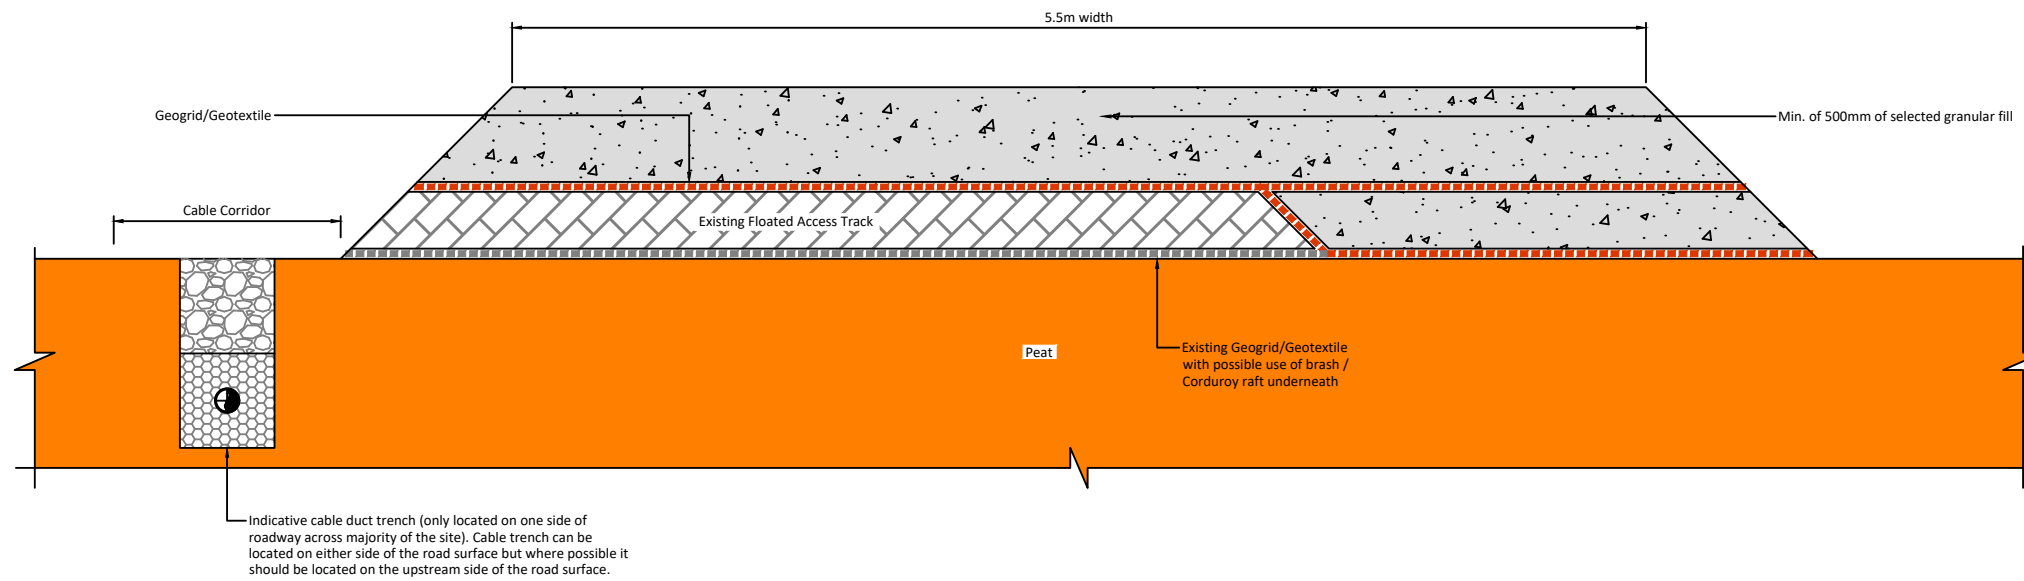 5.5m width
Geogrid/Geotextile
Min. of 500mm of selected granular fill
Cable Corridor
Existing Floated Access Track
Peat
Existing Geogrid/Geotextile
with possible use of brash /
Corduroy raft underneath
Indicative cable duct trench (only located on one side of
roadway across majority of the site). Cable trench can be
located on either side of the road surface but where possible it
should be located on the upstream side of the road surface.